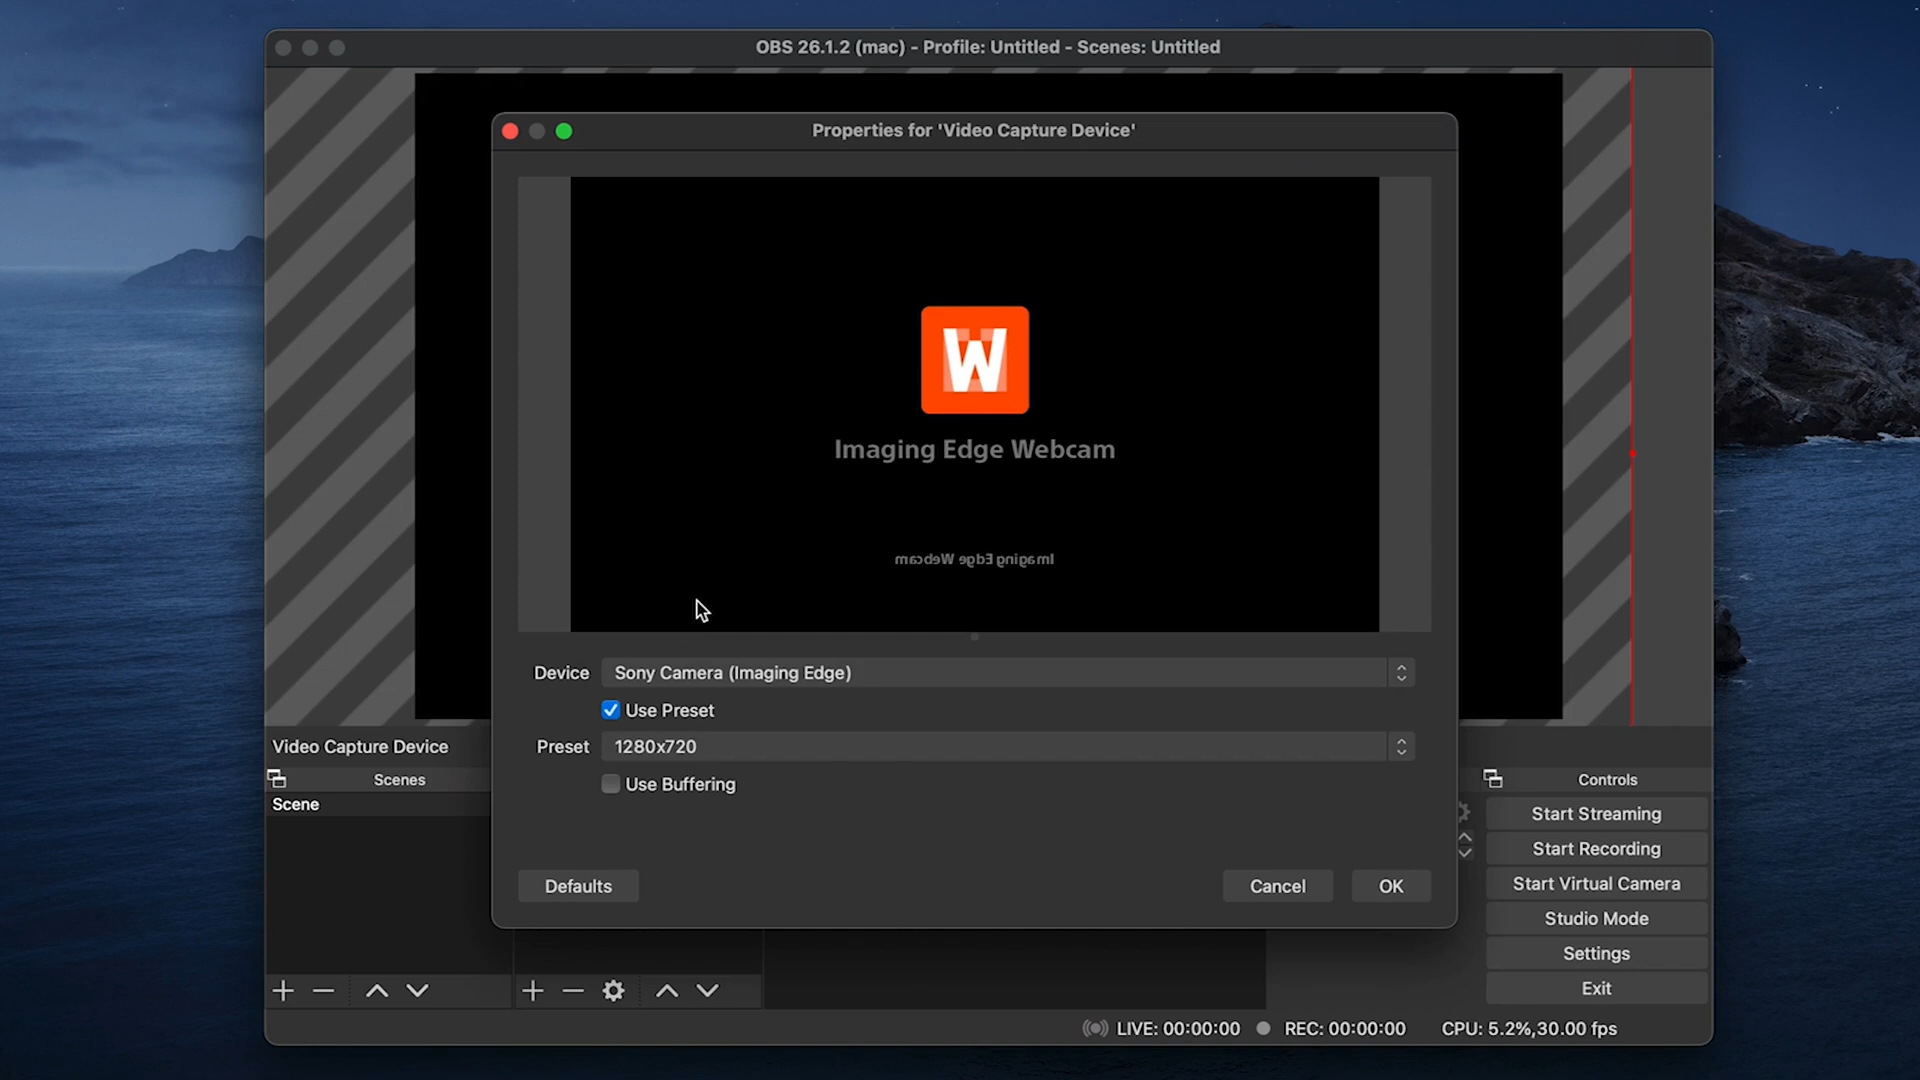 OBS 26.1.2 (mac) - Profile: Untitled - Scenes: Untitled
Properties for 'Video Capture Device'
W
Imaging Edge Webcam
Imaging Edge Webcam
Device Sony Camera (Imaging Edge)
Use Preset
Preset 1280x720
Use Buffering
Defaults Cancel OK
Video Capture Device
Scenes
Scene
Controls
Start Streaming
Start Recording
Start Virtual Camera
Studio Mode
Settings
Exit
LIVE: 00:00:00 REC: 00:00:00 CPU: 5.2%,30.00 fps